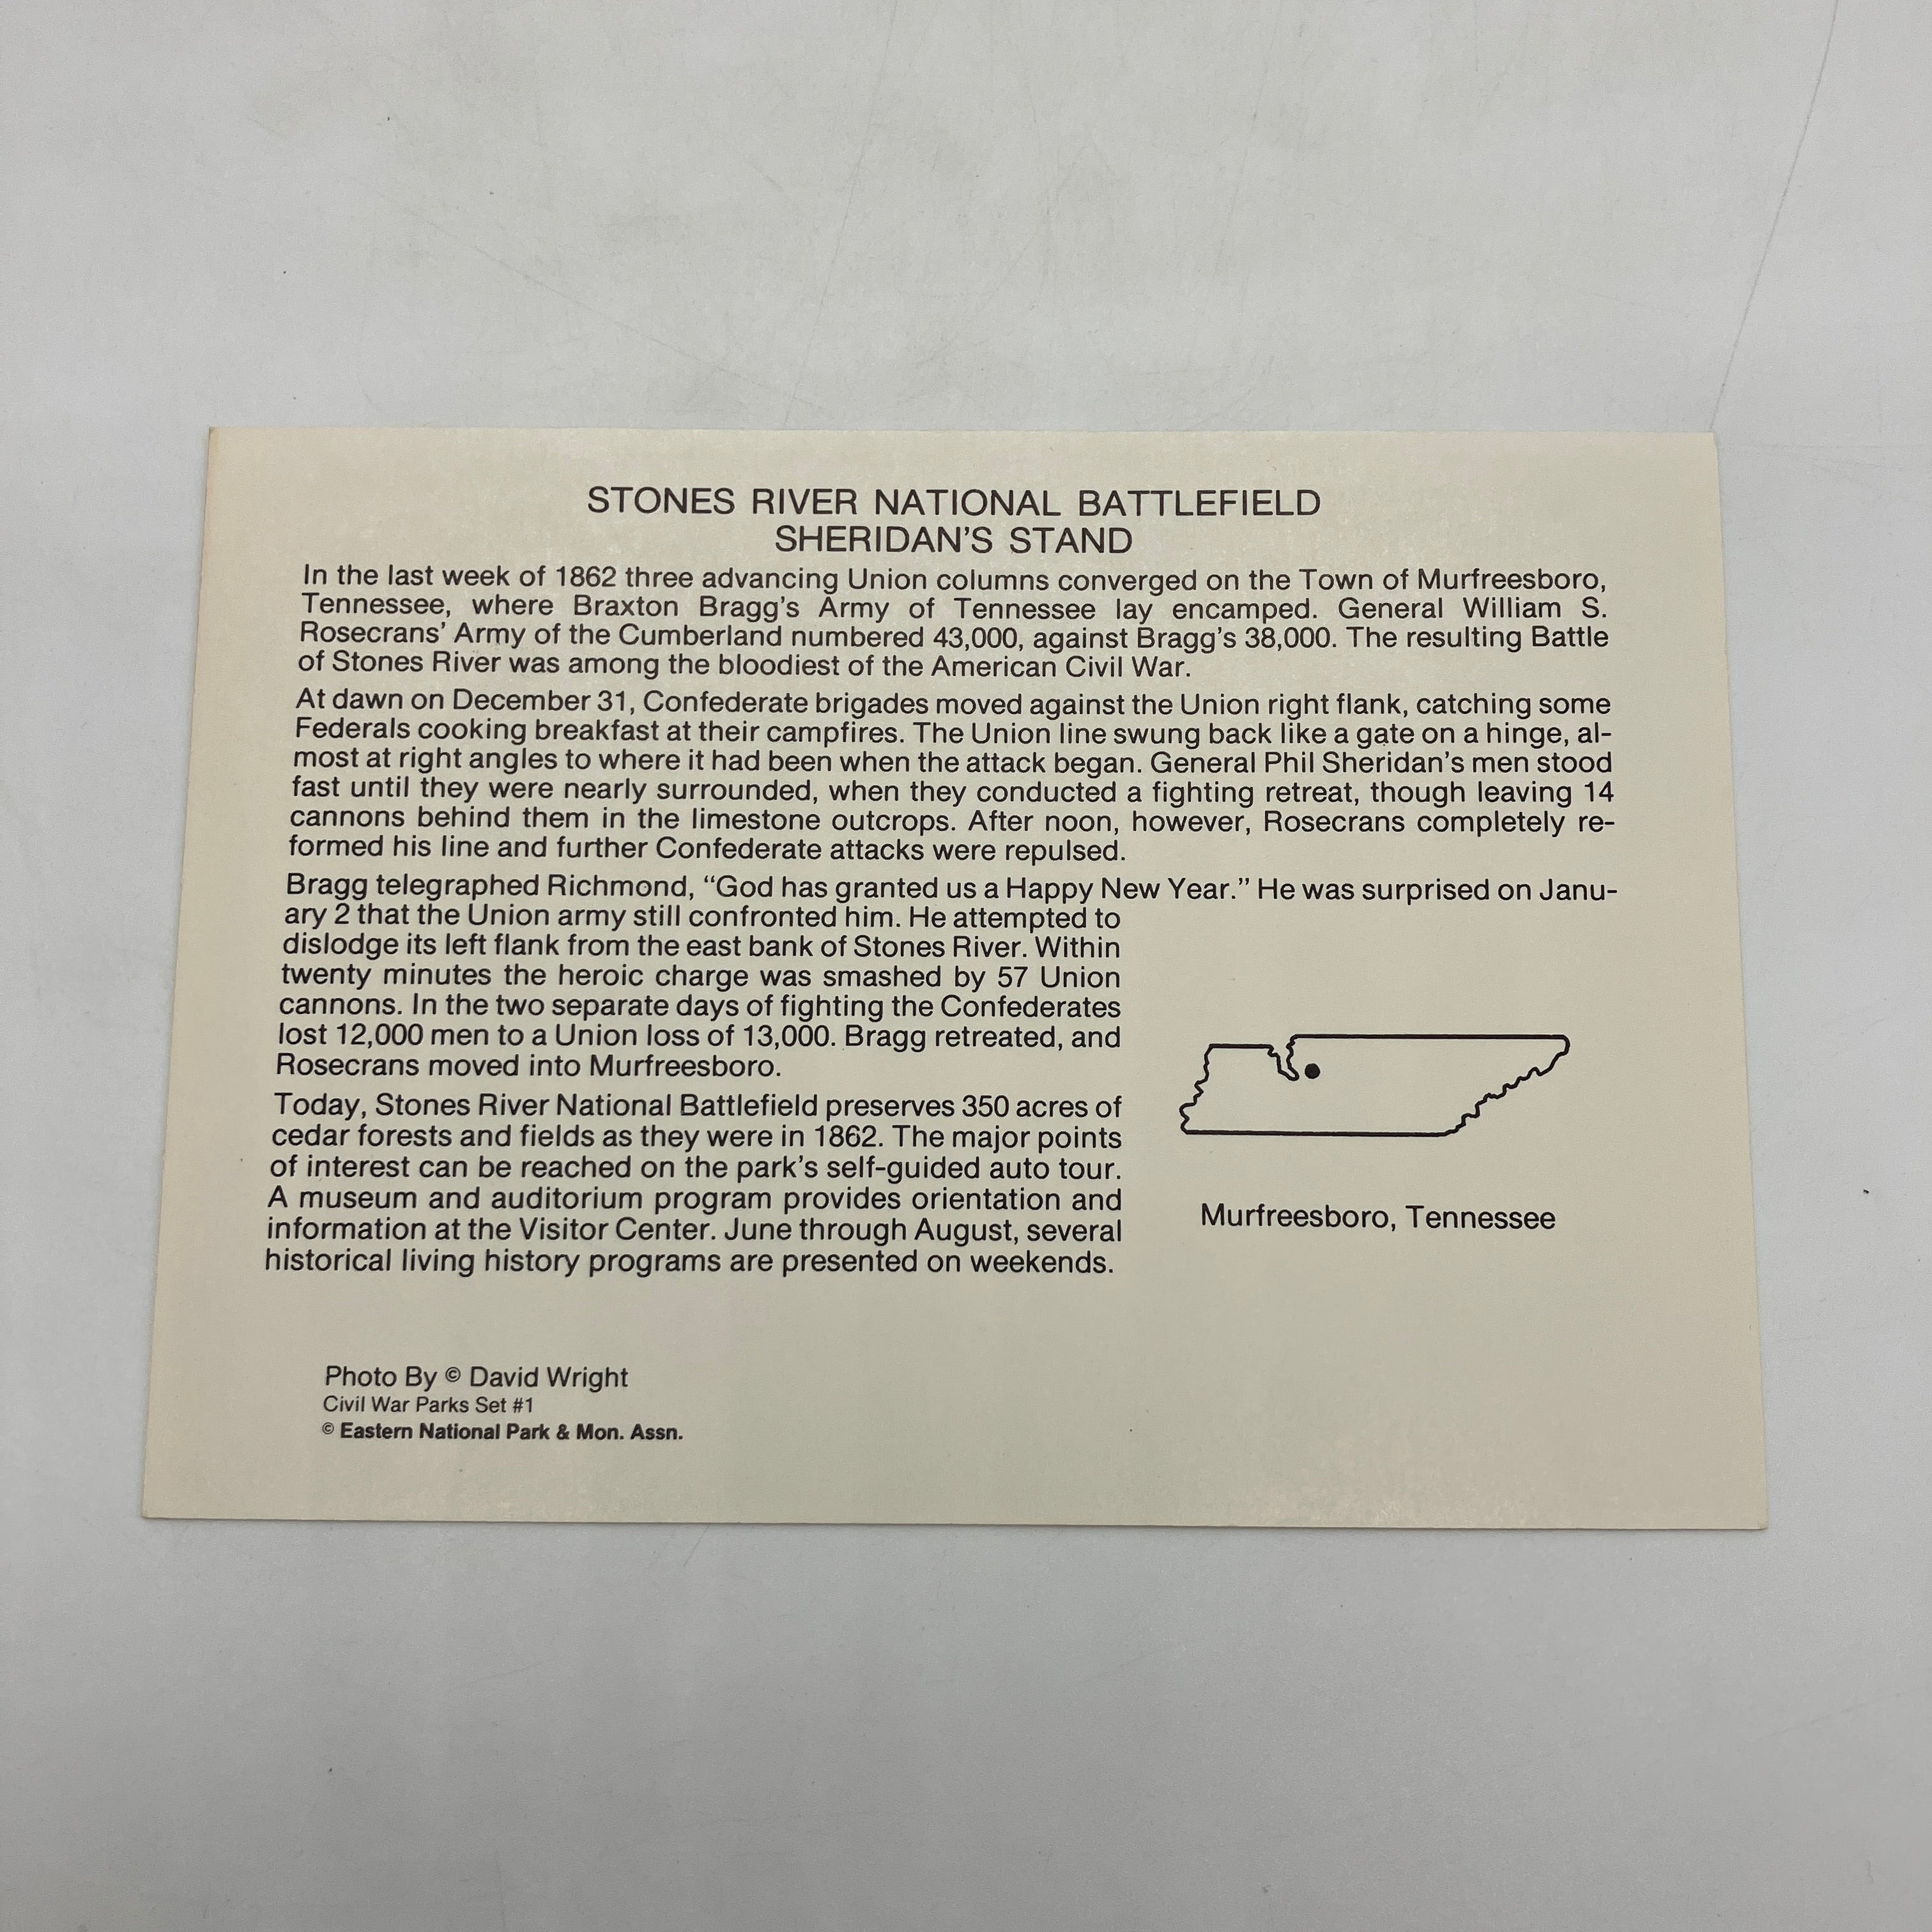 STONES RIVER NATIONAL BATTLEFIELD
SHERIDAN'S STAND
In the last week of 1862 three advancing Union columns converged on the Town of Murfreesboro,
Tennessee, where Braxton Bragg's Army of Tennessee lay encamped. General William S.
Rosecrans' Army of the Cumberland numbered 43,000, against Bragg's 38,000. The resulting Battle
of Stones River was among the bloodiest of the American Civil War.
At dawn on December 31, Confederate brigades moved against the Union right flank, catching some
Federals cooking breakfast at their campfires. The Union line swung back like a gate on a hinge, al-
most at right angles to where it had been when the attack began. General Phil Sheridan's men stood
fast until they were nearly surrounded, when they conducted a fighting retreat, though leaving 14
cannons behind them in the limestone outcrops. After noon, however, Rosecrans completely re-
formed his line and further Confederate attacks were repulsed.
Bragg telegraphed Richmond, “God has granted us a Happy New Year.” He was surprised on Janu-
ary 2 that the Union army still confronted him. He attempted to
dislodge its left flank from the east bank of Stones River. Within
twenty minutes the heroic charge was smashed by 57 Union
cannons. In the two separate days of fighting the Confederates
lost 12,000 men to a Union loss of 13,000. Bragg retreated, and
Rosecrans moved into Murfreesboro.
Today, Stones River National Battlefield preserves 350 acres of
cedar forests and fields as they were in 1862. The major points
of interest can be reached on the park's self-guided auto tour.
A museum and auditorium program provides orientation and
information at the Visitor Center. June through August, several
historical living history programs are presented on weekends.
Murfreesboro, Tennessee
Photo By © David Wright
Civil War Parks Set #1
© Eastern National Park & Mon. Assn.